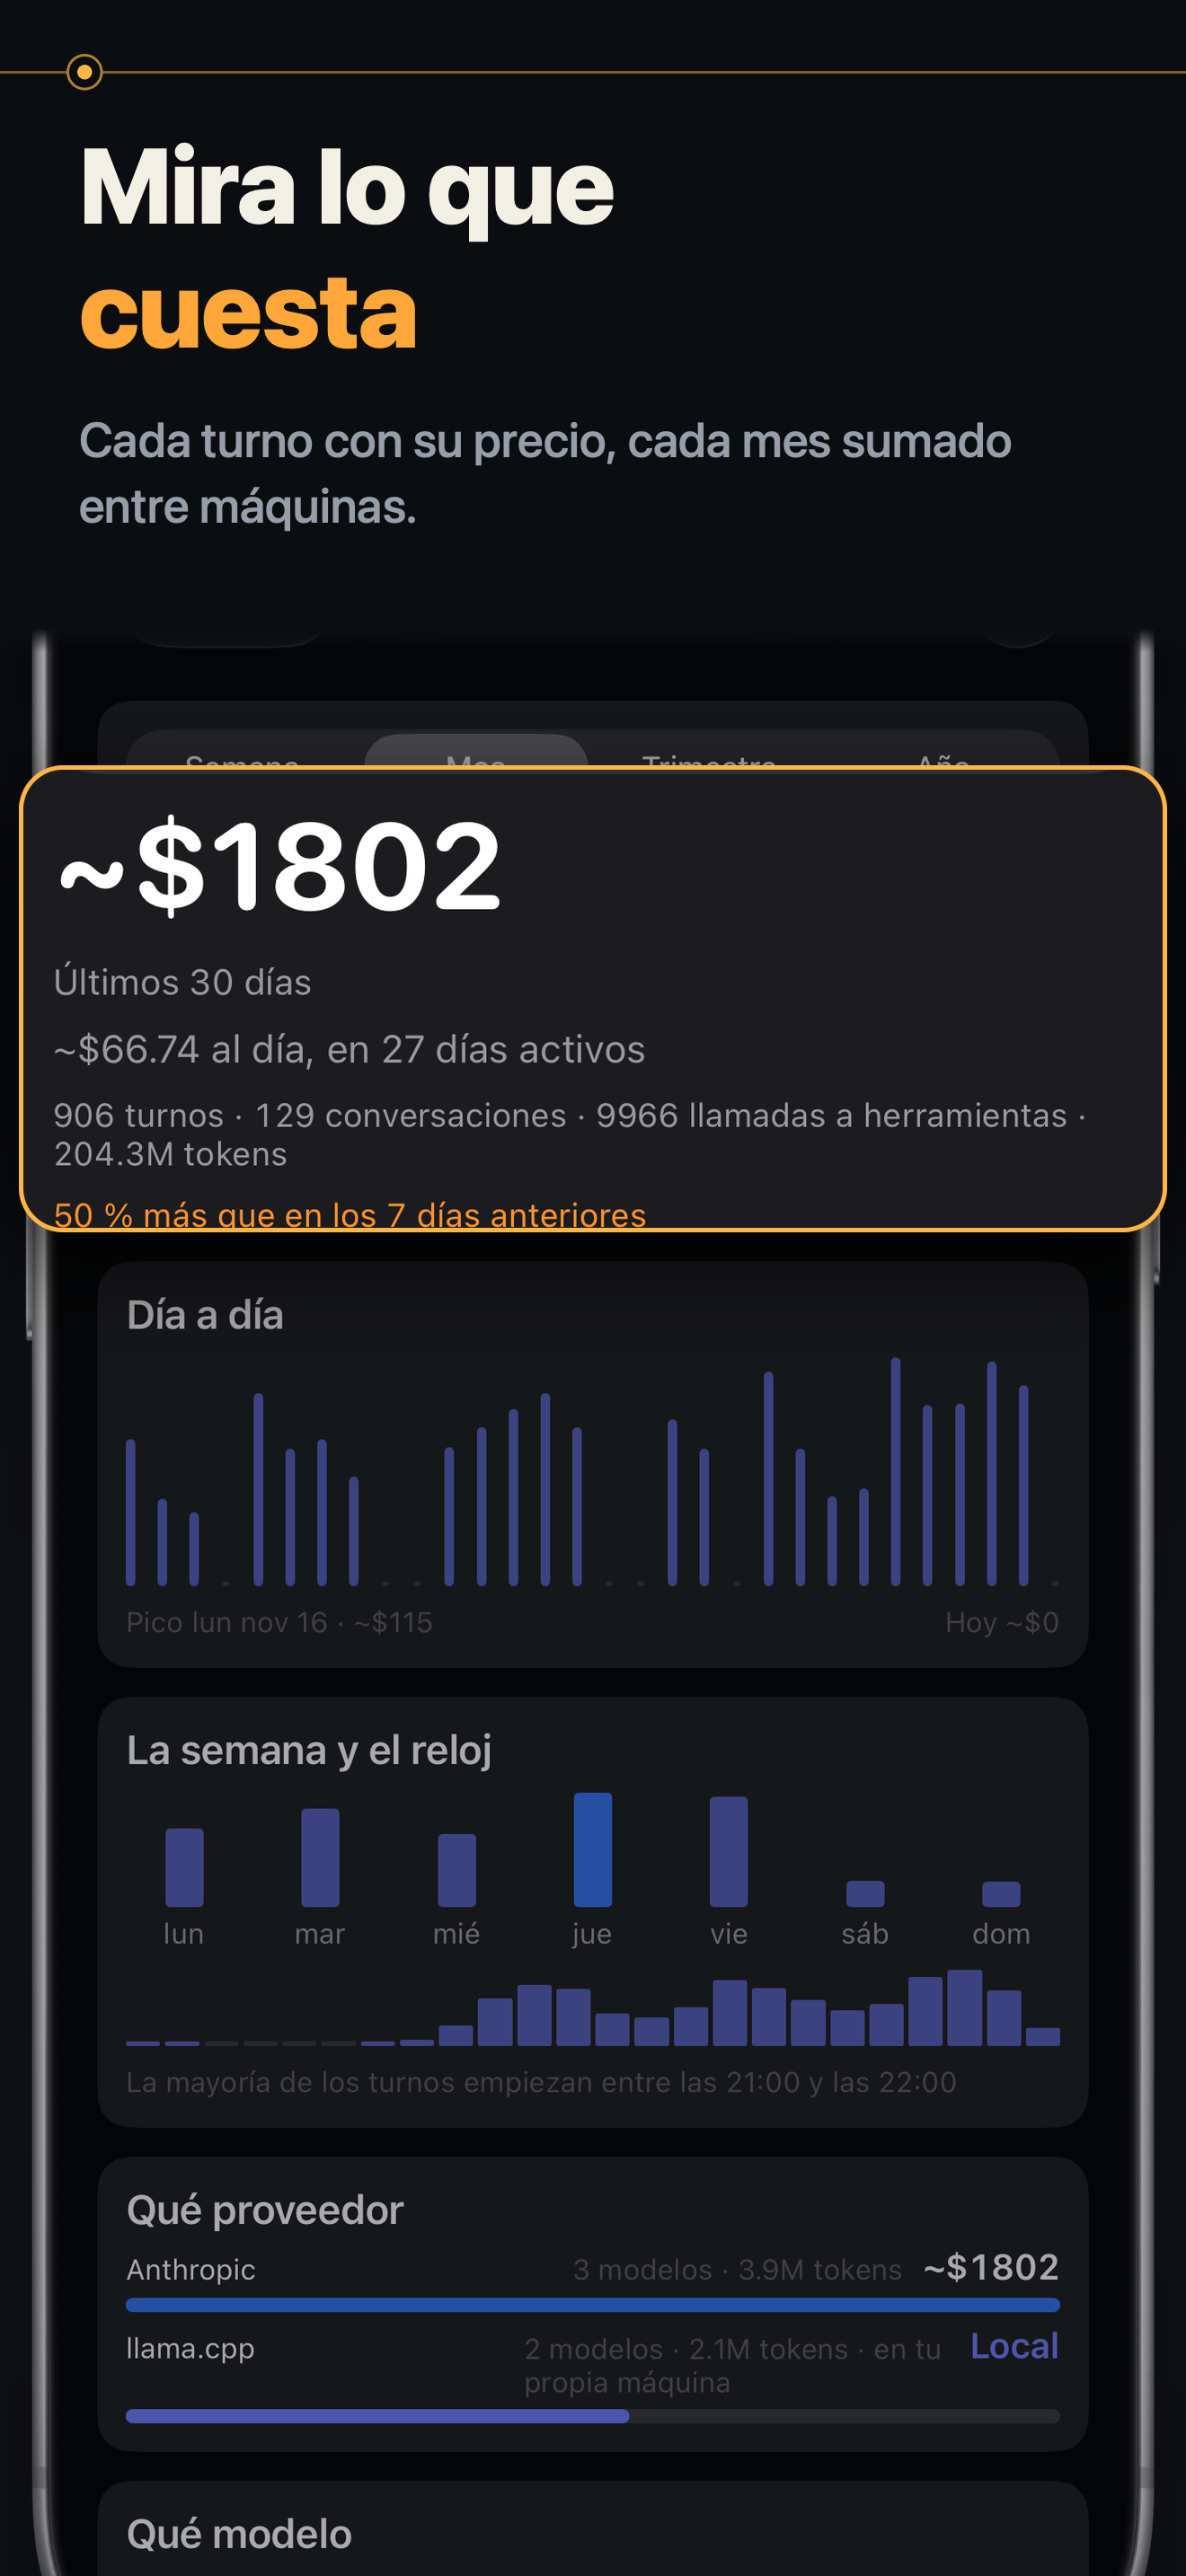 Mira lo que
cuesta
Cada turno con su precio, cada mes sumado
entre máquinas.
Semana Mes Trimestre Año
~$1802
Últimos 30 días
~$66.74 al día, en 27 días activos
906 turnos · 129 conversaciones · 9966 llamadas a herramientas ·
204.3M tokens
50 % más que en los 7 días anteriores
Día a día
Pico lun nov 16 · ~$115 Hoy ~$0
La semana y el reloj
lun mar mié jue vie sáb dom
La mayoría de los turnos empiezan entre las 21:00 y las 22:00
Qué proveedor
Anthropic 3 modelos · 3.9M tokens ~$1802
llama.cpp 2 modelos · 2.1M tokens · en tu Local
propia máquina
Qué modelo